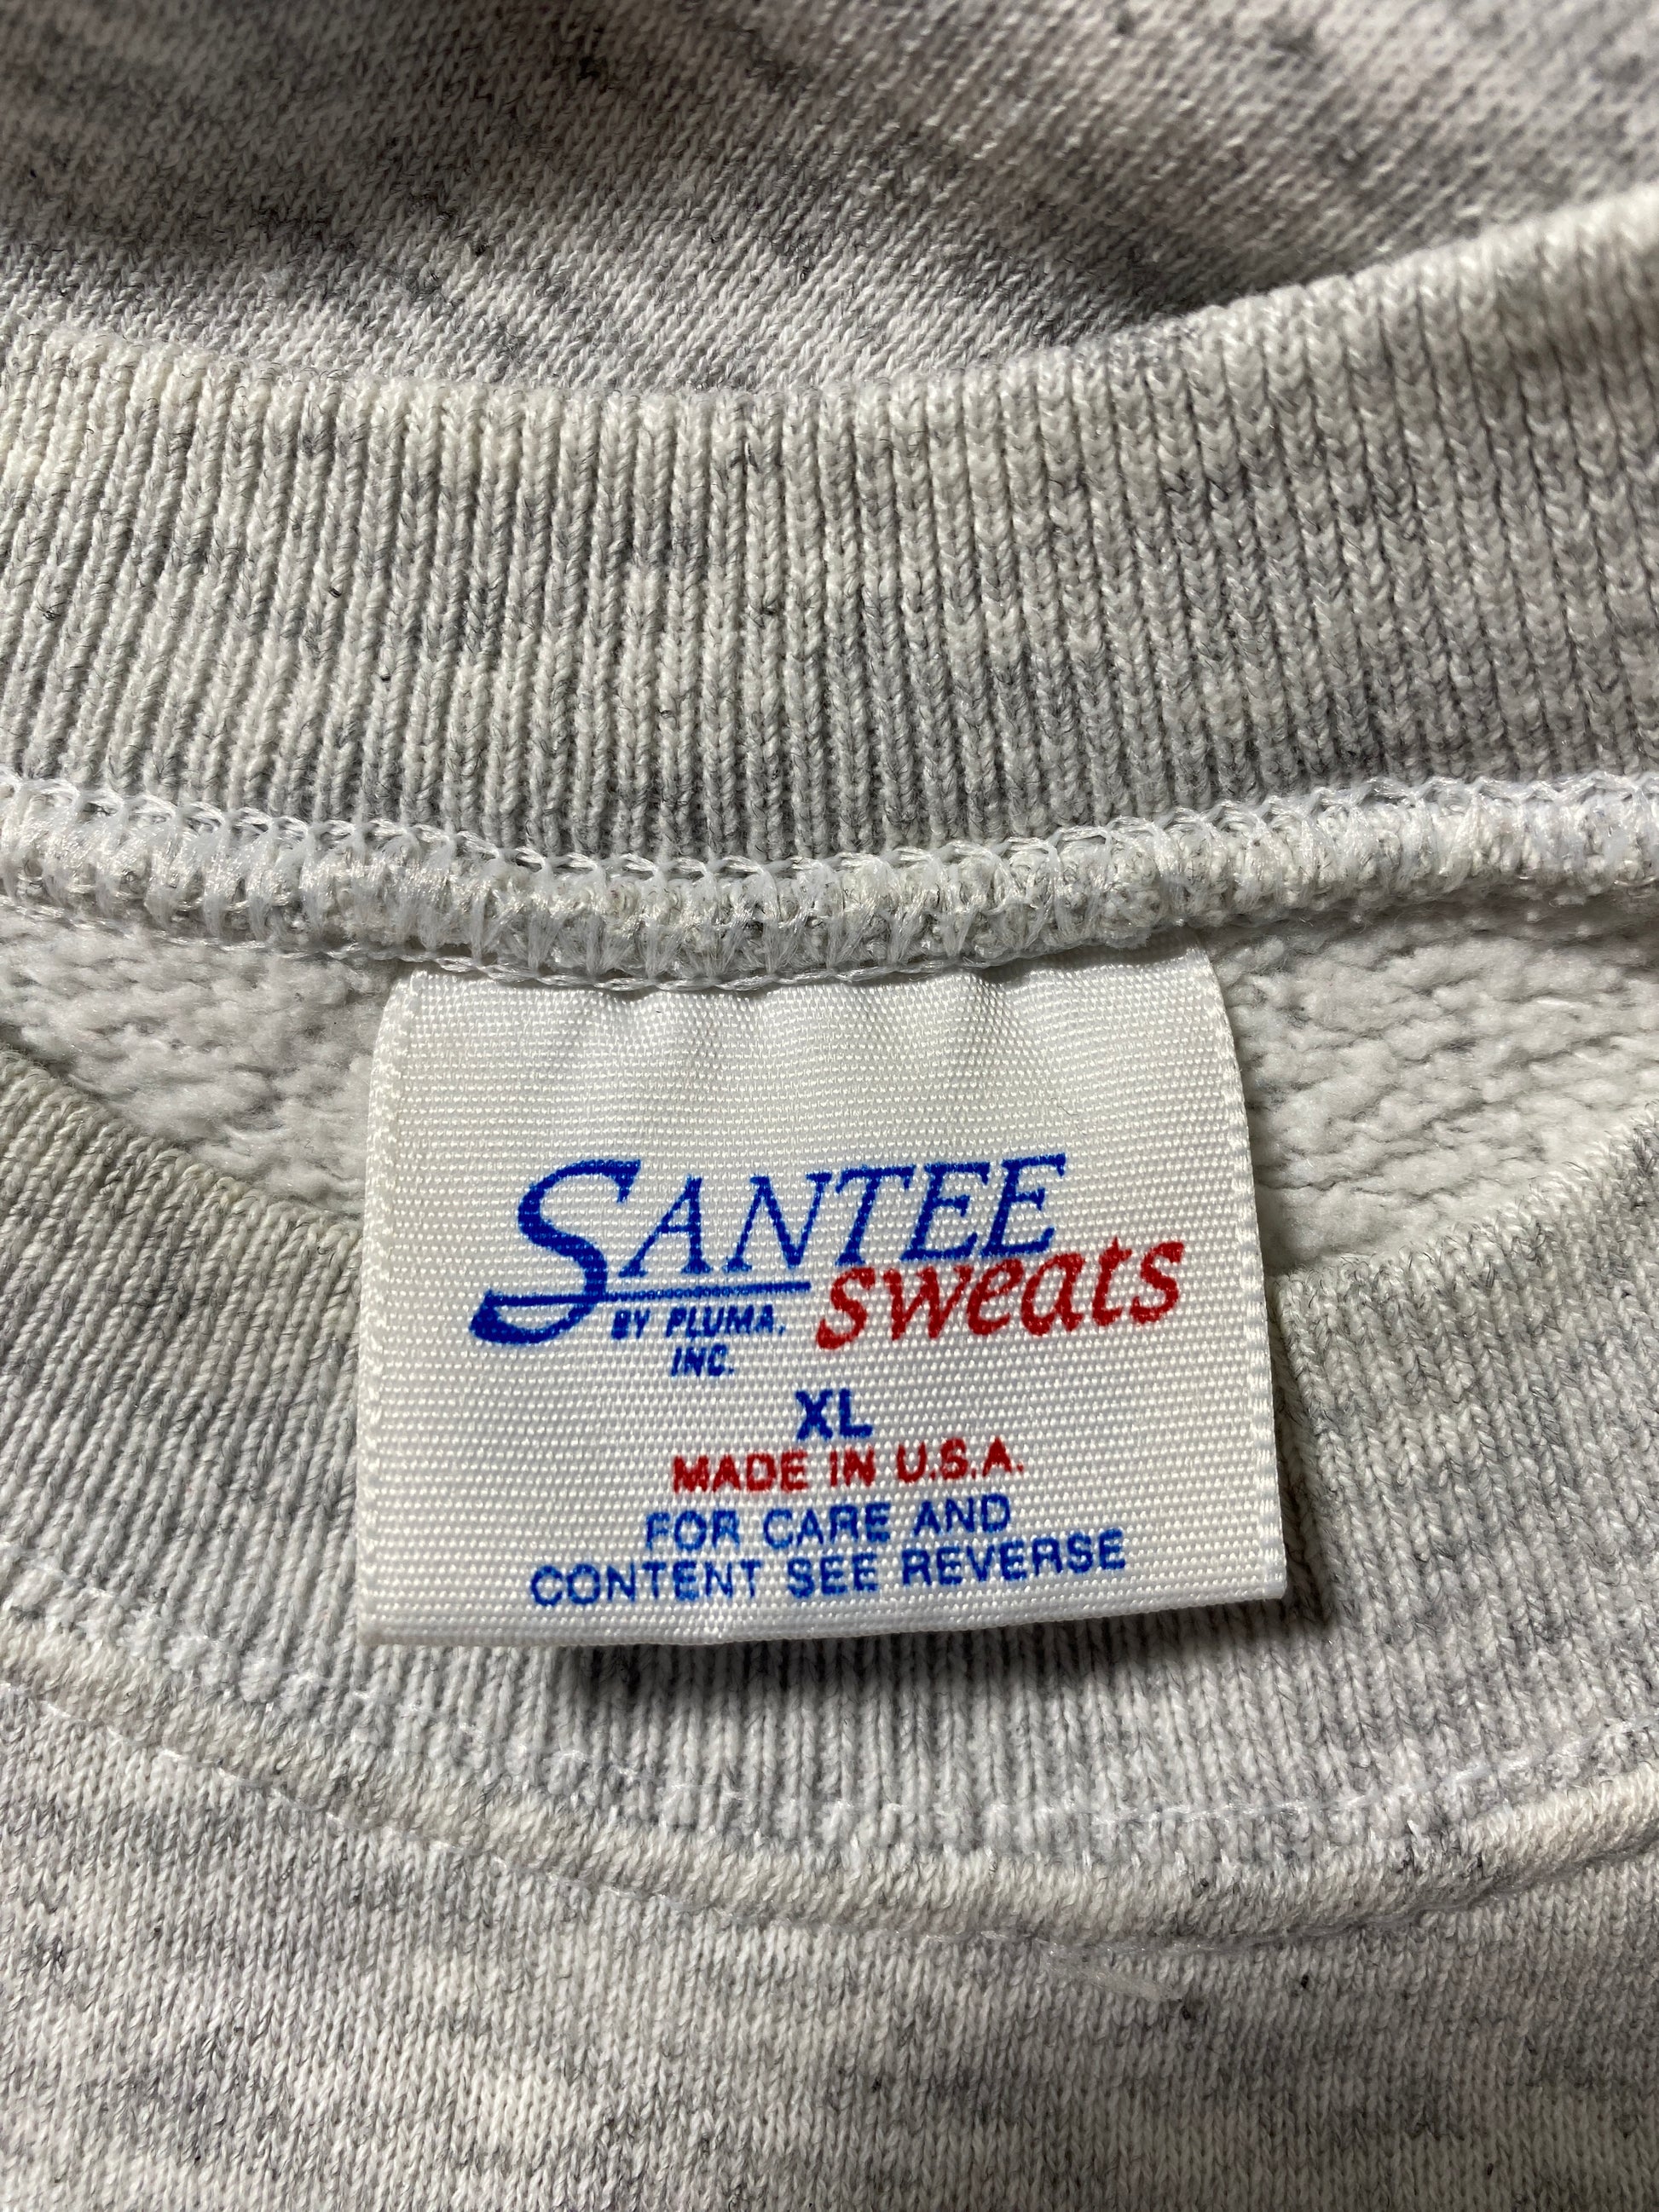 SANTEE
sweats
BY PLUMA,
INC.
XL
MADE IN U.S.A.
FOR CARE AND
CONTENT SEE REVERSE